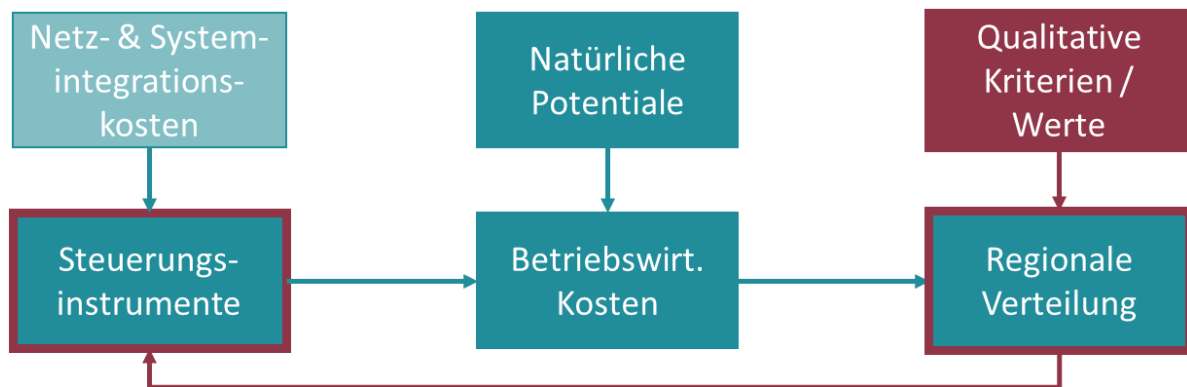 Netz- & System-
integrations-
kosten
Natürliche
Potentiale
Qualitative
Kriterien /
Werte
Steuerungs-
instrumente
Betriebswirt.
Kosten
Regionale
Verteilung